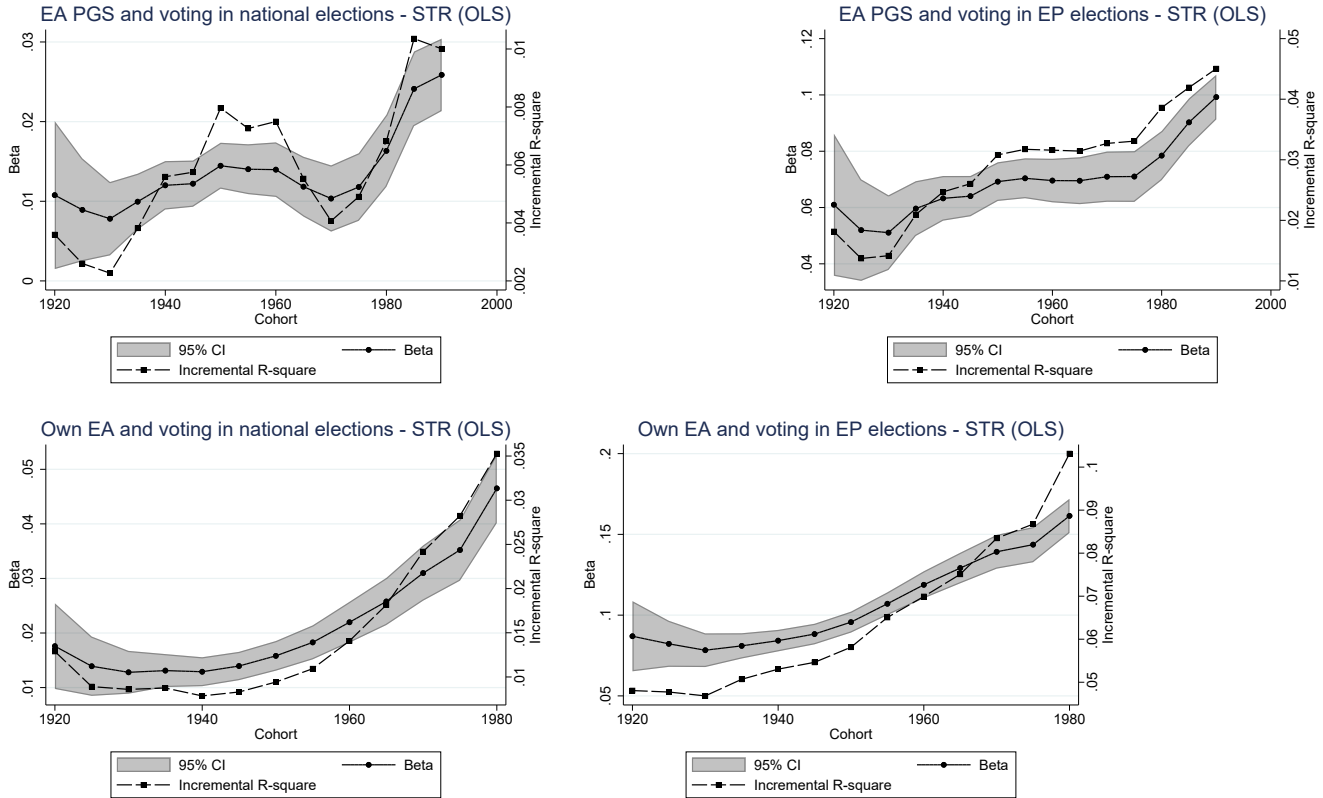 EA PGS and voting in national elections - STR (OLS)
.03
.02
.01
0
Beta
.01
.008
.006
.004
.002
Incremental R-square
1920 1940 1960 1980 2000
Cohort
95% CI Beta
Incremental R-square
EA PGS and voting in EP elections - STR (OLS)
.12
.1
.08
.06
.04
Beta
.05
.04
.03
.02
.01
Incremental R-square
1920 1940 1960 1980 2000
Cohort
95% CI Beta
Incremental R-square
Own EA and voting in national elections - STR (OLS)
.05
.04
.03
.02
.01
Beta
.035
.03
.025
.02
.015
.01
Incremental R-square
1920 1940 1960 1980
Cohort
95% CI Beta
Incremental R-square
Own EA and voting in EP elections - STR (OLS)
.2
.15
.1
.05
Beta
.1
.09
.08
.07
.06
.05
Incremental R-square
1920 1940 1960 1980
Cohort
95% CI Beta
Incremental R-square